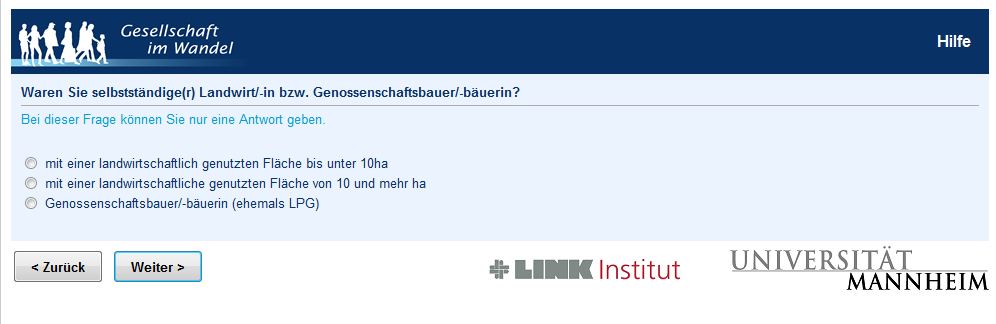 Gesellschaft
im Wandel
Hilfe
Waren Sie selbstständige(r) Landwirt/-in bzw. Genossenschaftsbauer/-bäuerin?
Bei dieser Frage können Sie nur eine Antwort geben.
mit einer landwirtschaftlich genutzten Fläche bis unter 10ha
mit einer landwirtschaftliche genutzten Fläche von 10 und mehr ha
Genossenschaftsbauer/-bäuerin (ehemals LPG)
< Zurück
Weiter >
LINK Institut
UNIVERSITÄT
MANNHEIM